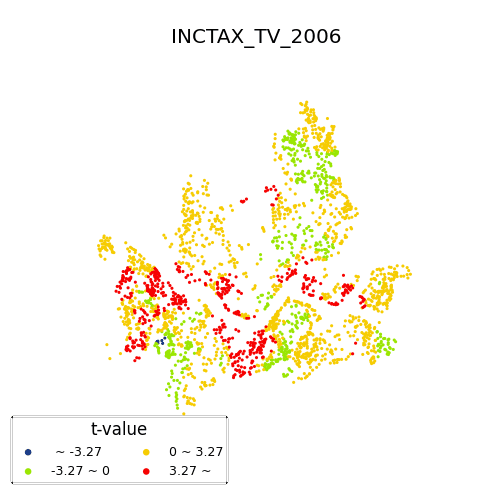 INCTAX_TV_2006
t-value
~ -3.27
0 ~ 3.27
-3.27 ~ 0
3.27 ~